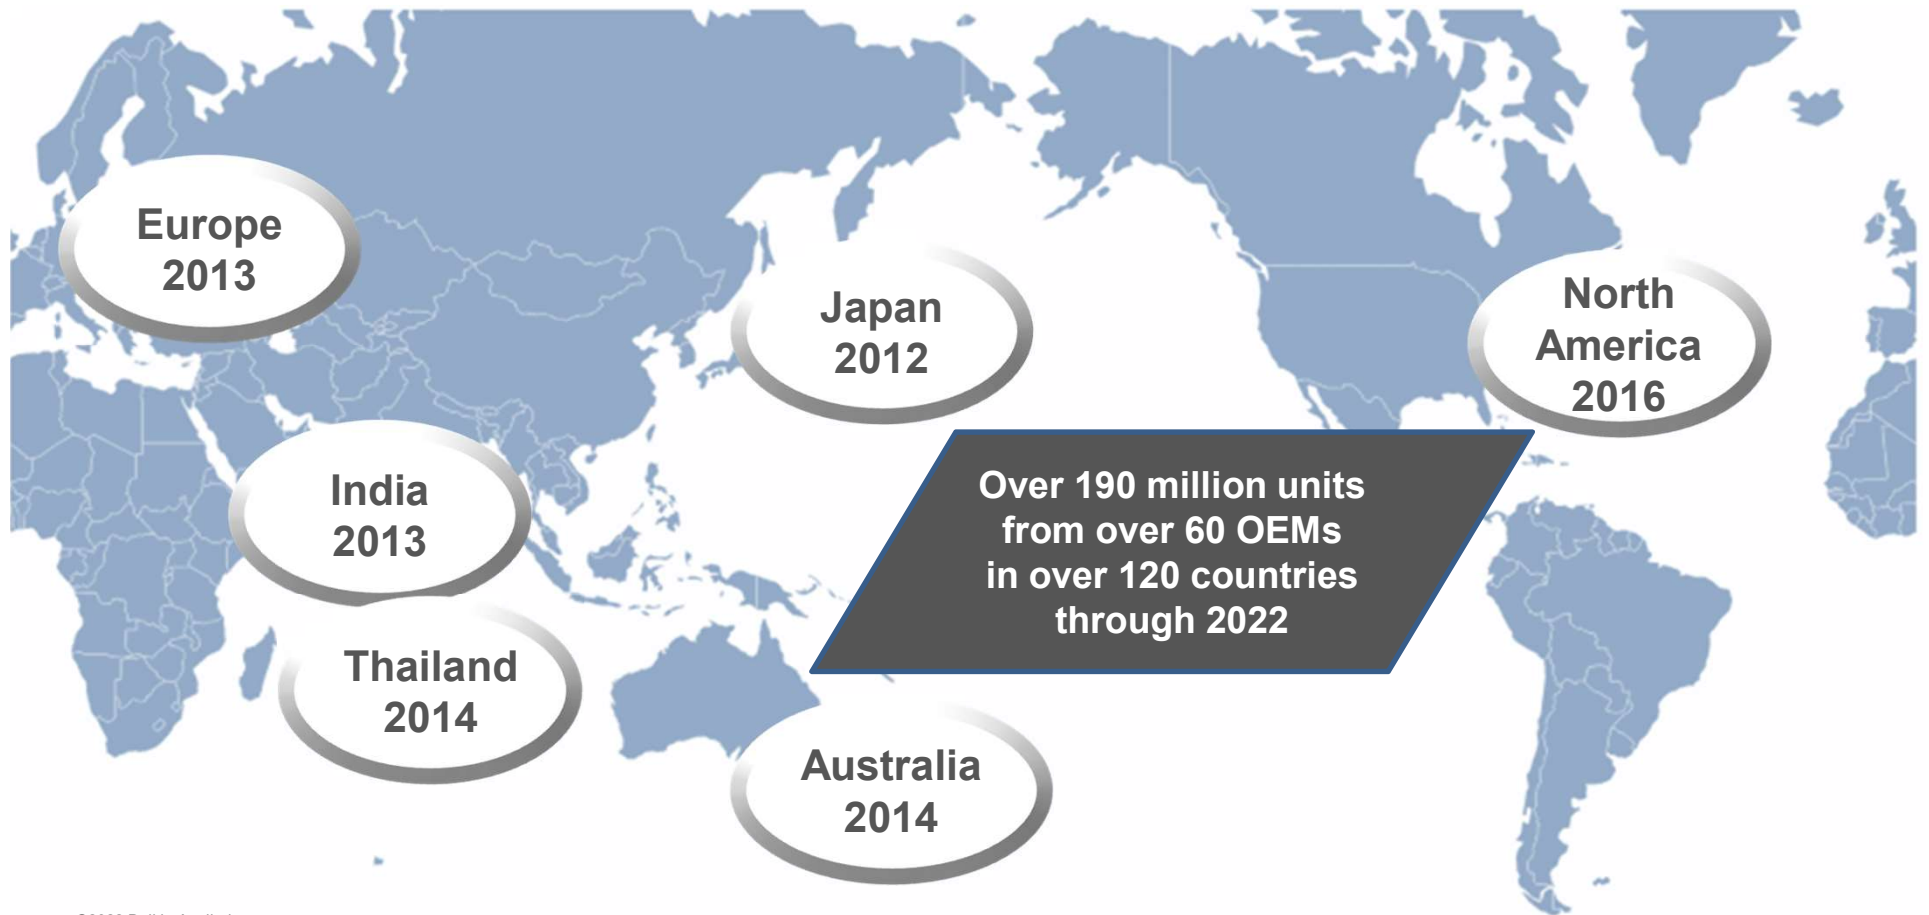 Europe
2013
Japan
2012
North
America
2016
India
2013
Over 190 million units
from over 60 OEMs
in over 120 countries
through 2022
Thailand
2014
Australia
2014